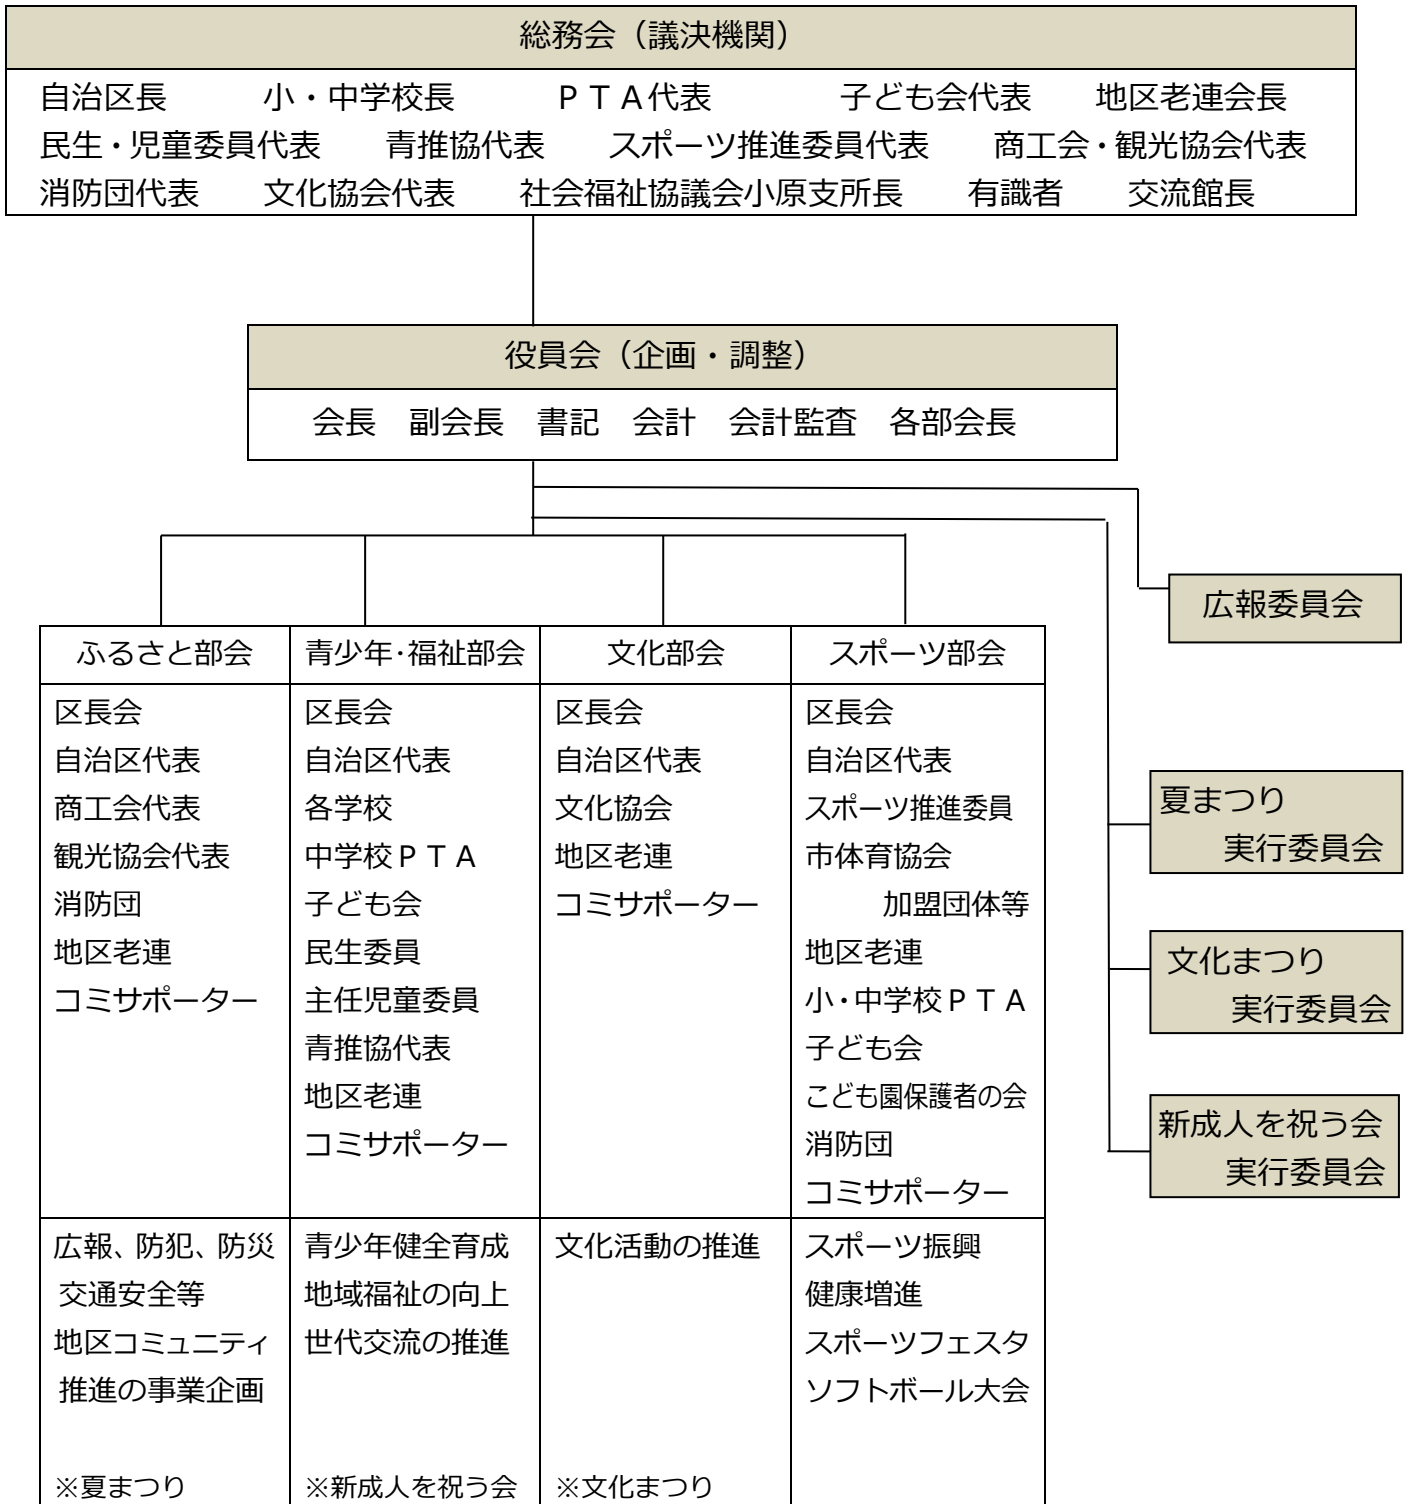 総務会（議決機関）
自治区長　小・中学校長　ＰＴＡ代表　子ども会代表　地区老連会長
民生・児童委員代表　青推協代表　スポーツ推進委員代表　商工会・観光協会代表
消防団代表　文化協会代表　社会福祉協議会小原支所長　有識者　交流館長
役員会（企画・調整）
会長　副会長　書記　会計　会計監査　各部会長
ふるさと部会
区長会
自治区代表
商工会代表
観光協会代表
消防団
地区老連
コミサポーター
広報、防犯、防災
交通安全等
地区コミュニティ
推進の事業企画
※夏まつり
青少年・福祉部会
区長会
自治区代表
各学校
中学校ＰＴＡ
子ども会
民生委員
主任児童委員
青推協代表
地区老連
コミサポーター
青少年健全育成
地域福祉の向上
世代交流の推進
※新成人を祝う会
文化部会
区長会
自治区代表
文化協会
地区老連
コミサポーター
文化活動の推進
※文化まつり
スポーツ部会
区長会
自治区代表
スポーツ推進委員
市体育協会
加盟団体等
地区老連
小・中学校ＰＴＡ
子ども会
こども園保護者の会
消防団
コミサポーター
スポーツ振興
健康増進
スポーツフェスタ
ソフトボール大会
広報委員会
夏まつり
実行委員会
文化まつり
実行委員会
新成人を祝う会
実行委員会